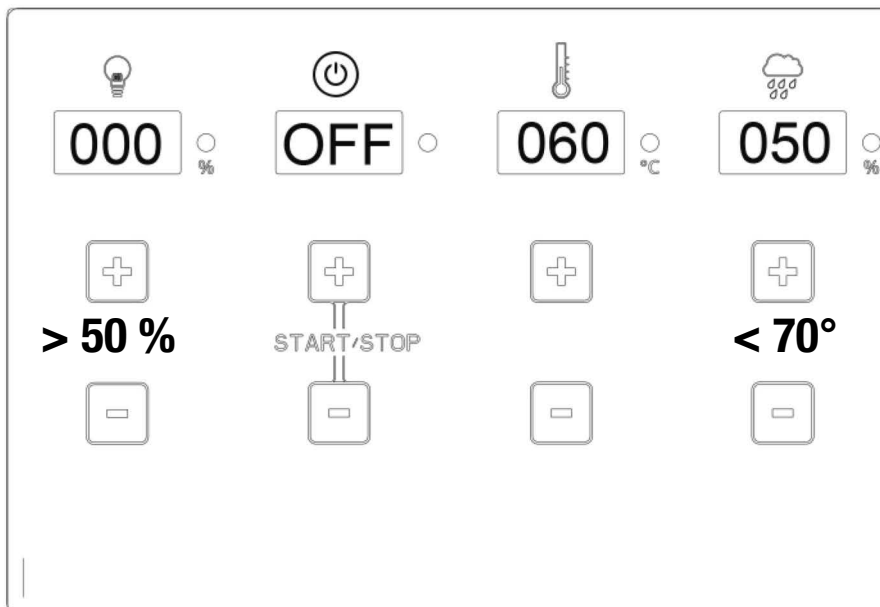 000 % OFF 060 °C 050 %
+ + + +
> 50 % START/STOP < 70°
- - - -